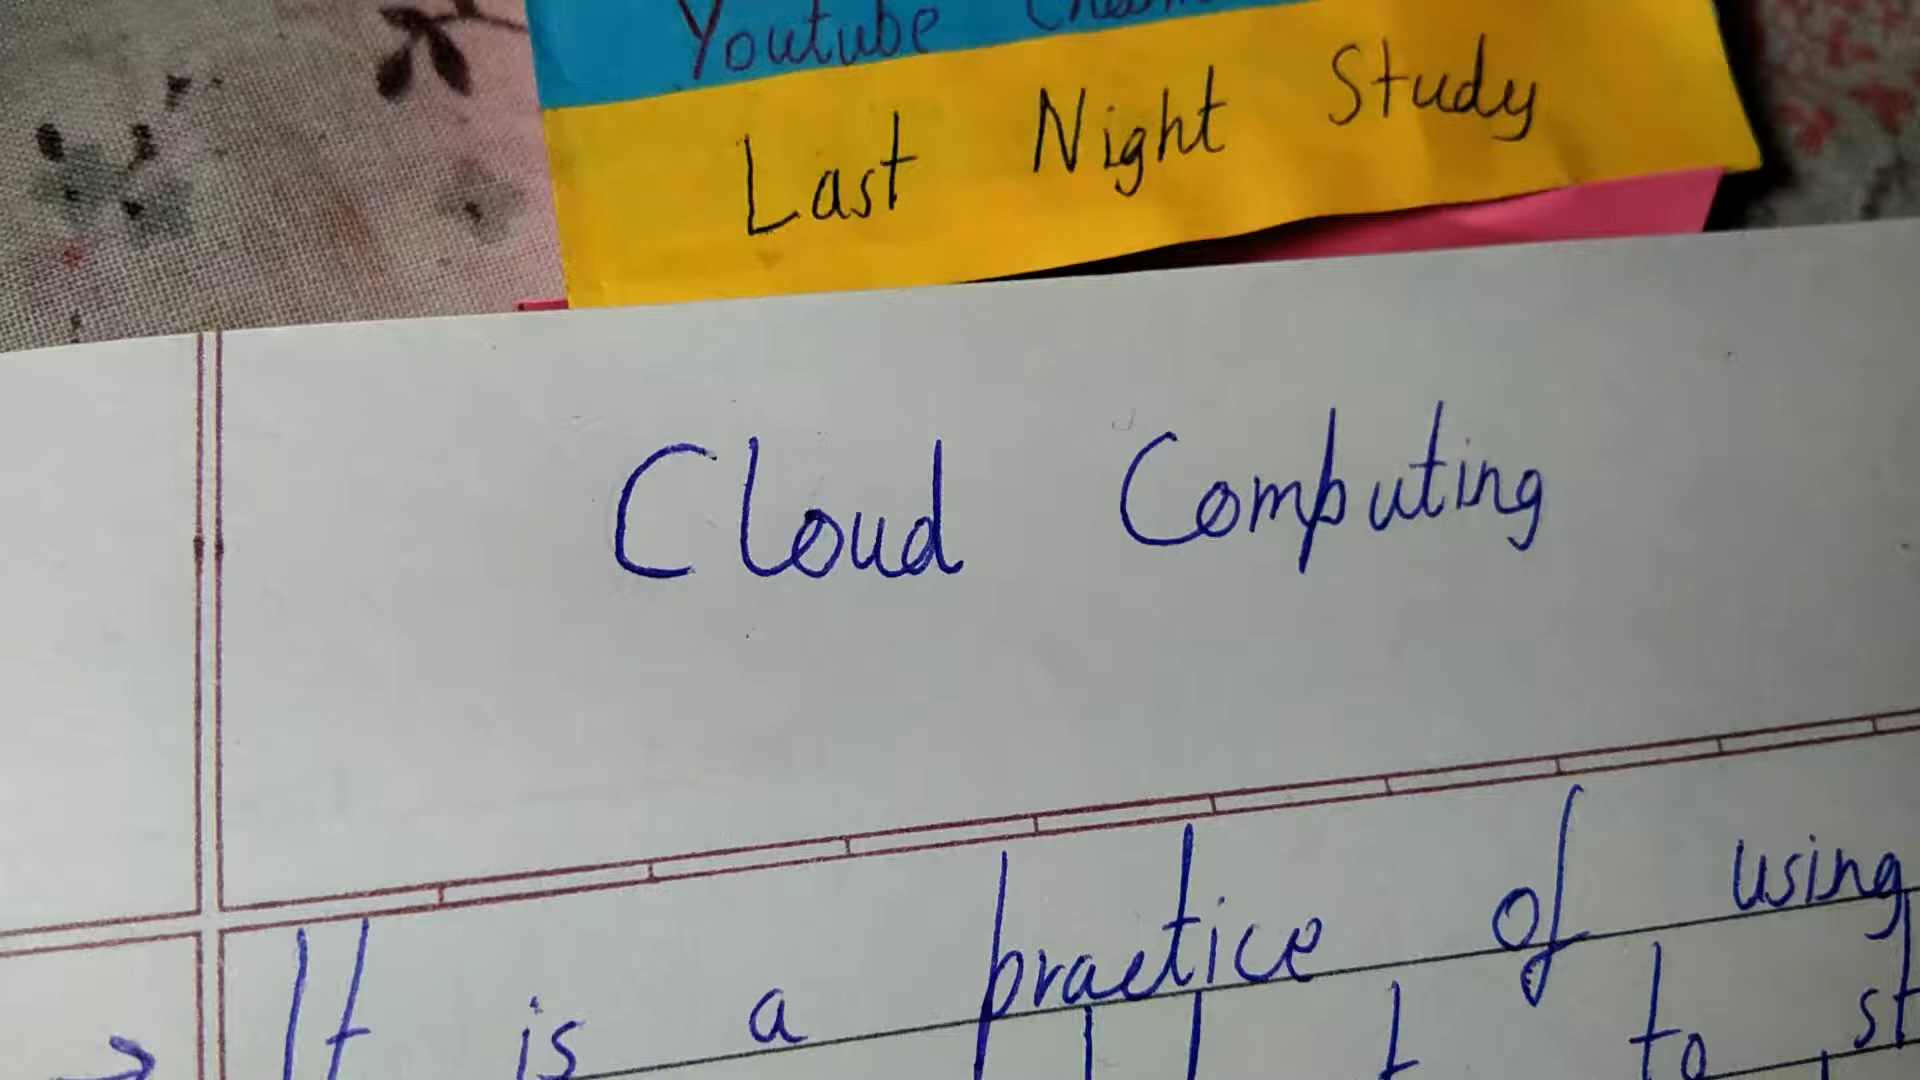 Youtube
Last Night Study
Cloud Computing
It is a practice of using
to